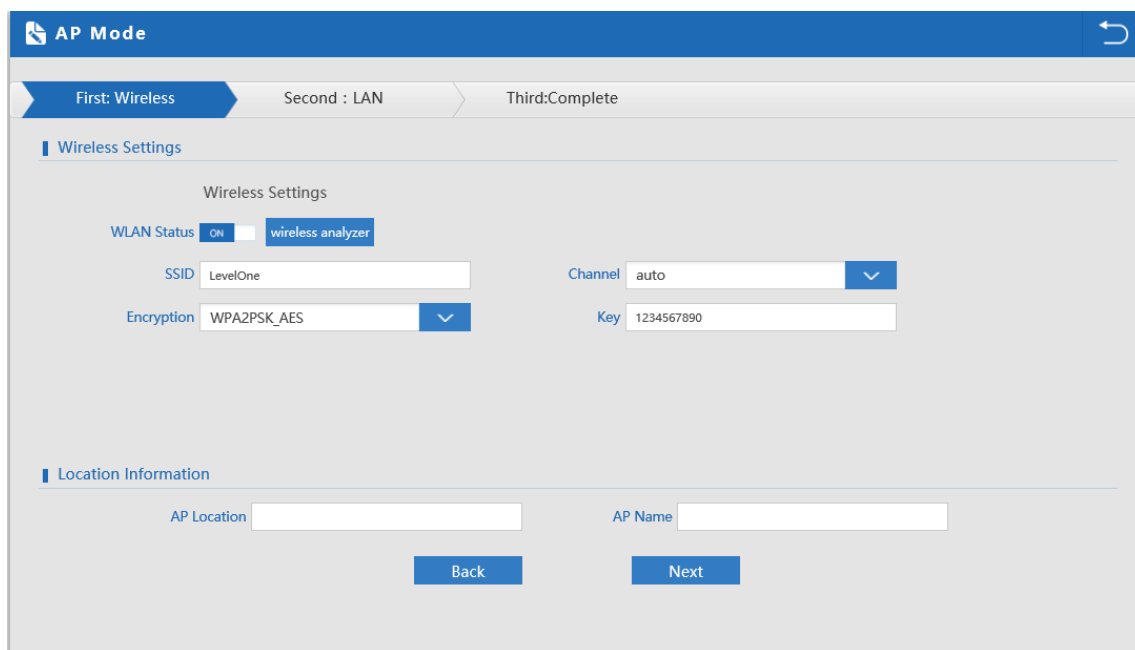 AP Mode
First: Wireless Second : LAN Third:Complete
Wireless Settings
Wireless Settings
WLAN Status ON wireless analyzer
SSID LevelOne Channel auto
Encryption WPA2PSK_AES Key 1234567890
Location Information
AP Location AP Name
Back Next